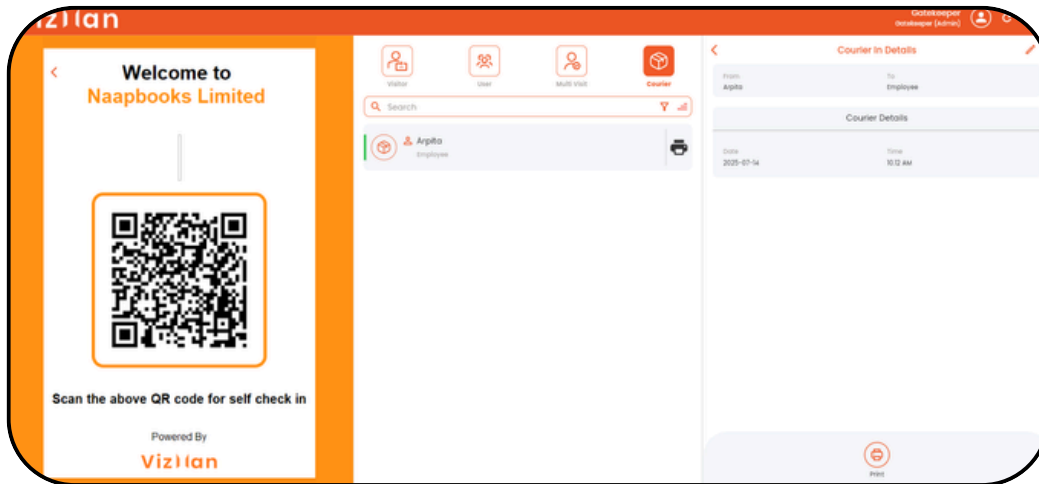 Vizman
Gatekeeper
Gatekeeper (Admin)
Welcome to
Naapbooks Limited
Scan the above QR code for self check in
Powered By
Vizman
Visitor
User
Multi Visit
Courier
Search
Arpita
Employee
Courier In Details
From
To
Arpita
Employee
Courier Details
Date
Time
2025-07-14
10:12 AM
Print